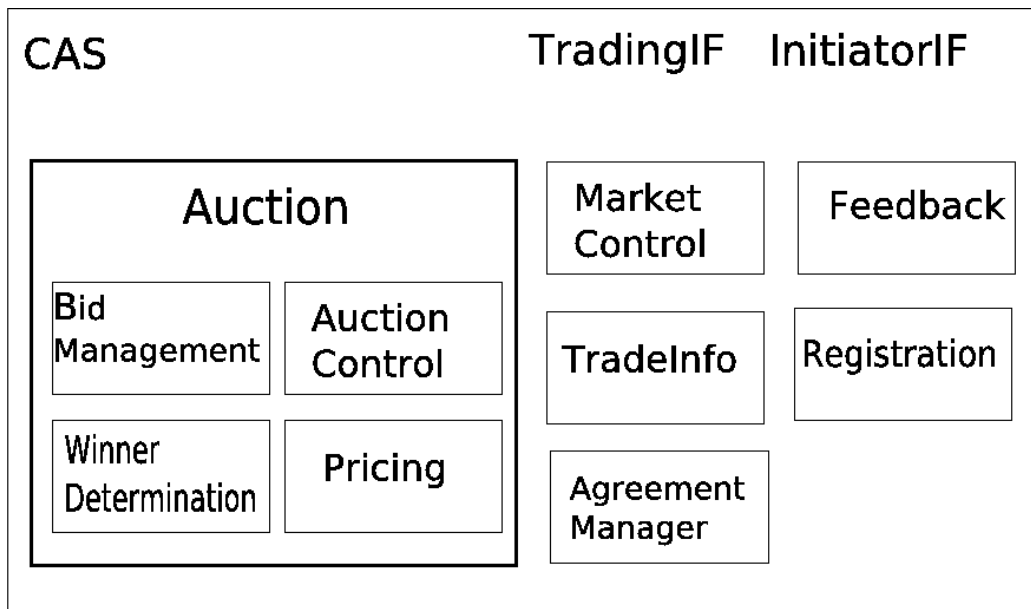 CAS
TradingIF
InitiatorIF
Auction
Bid
Management
Auction
Control
Winner
Determination
Pricing
Market
Control
TradeInfo
Agreement
Manager
Feedback
Registration